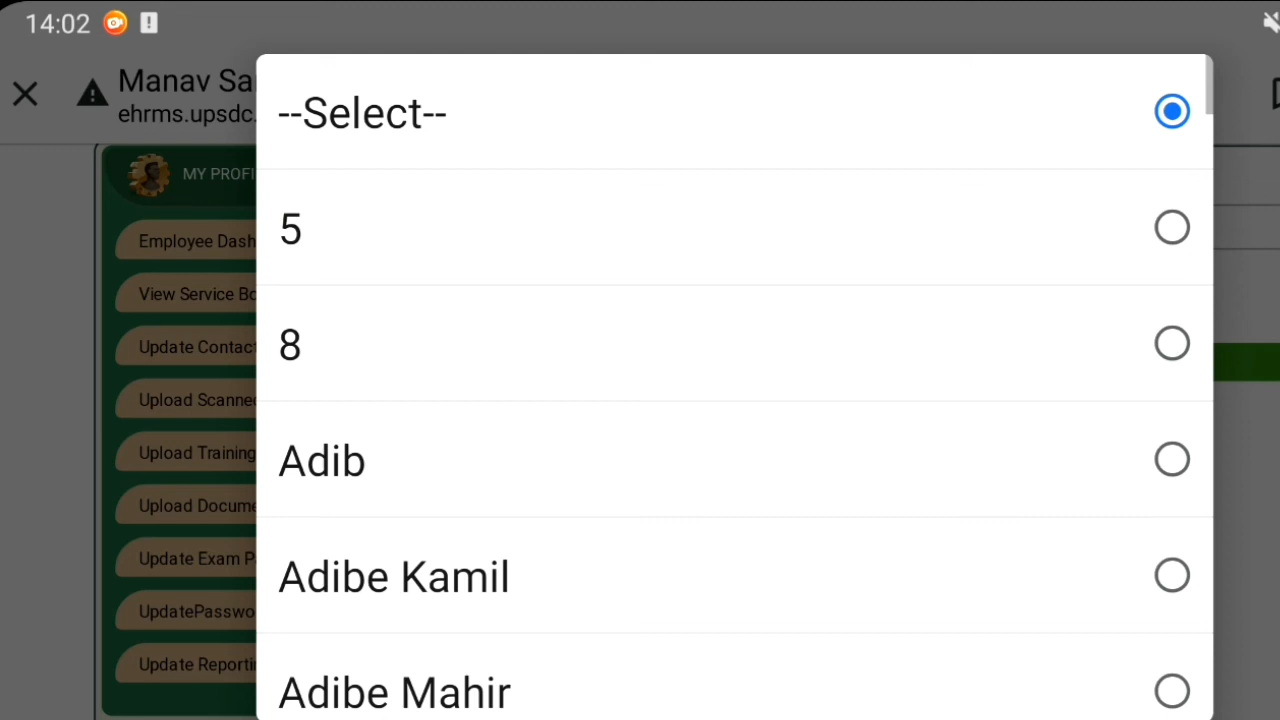 14:02
Manav Sa
ehrms.upsdc.
--Select--
5
8
Adib
Adibe Kamil
Adibe Mahir
MY PROFI
Employee Dash
View Service Bo
Update Contact
Upload Scanne
Upload Training
Upload Docume
Update Exam P
UpdatePasswo
Update Reporti